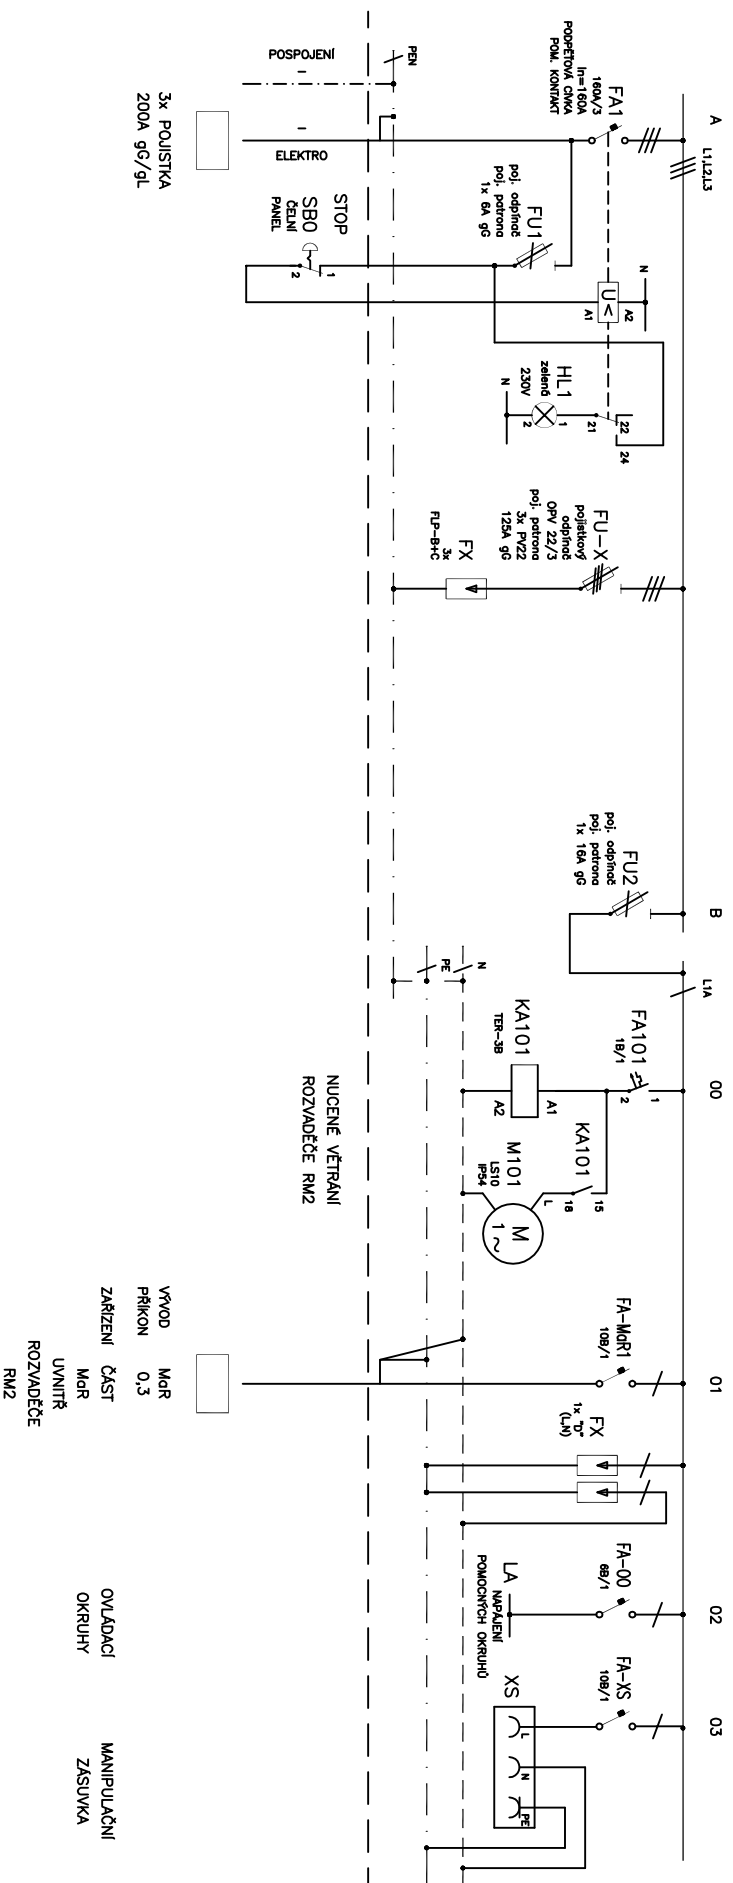 A
L1,L2,L3
FA1
160A/3
In=160A
PODPĚŤOVÁ CÍVKA
POM. KONTAKT
PEN
POSPOJENÍ
ELEKTRO
3x POJISTKA
200A gG/gL
FU1
poj. odpínač
poj. patrona
1x 6A gG
STOP
SB0
ČELNÍ
PANEL
1
2
N
U<
A2
A1
HL1
zelená
230V
N
1
2
21
22
24
FU-X
pojistkový
odpínač
OPV 22/3
poj. patrona
3x PV22
125A gG
FX
3x
FLP-B+C
B
L1A
FU2
poj. odpínač
poj. patrona
1x 16A gG
N
PE
00
FA101
1B/1
1
2
KA101
TER-3B
A1
A2
KA101
15
18
M101
LS10
IP54
L
M
1~
NUCENÉ VĚTRÁNÍ
ROZVADĚČE RM2
01
FA-MaR1
10B/1
VÝVOD MaR
PŘÍKON 0,3
ZAŘÍZENÍ ČÁST
MaR
UVNITŘ
ROZVADĚČE
RM2
FX
1x "D"
(L,N)
02
FA-00
6B/1
LA
NAPÁJENÍ
POMOCNÝCH OKRUHŮ
OVLÁDACÍ
OKRUHY
03
FA-XS
10B/1
XS
L
N
PE
MANIPULAČNÍ
ZÁSUVKA